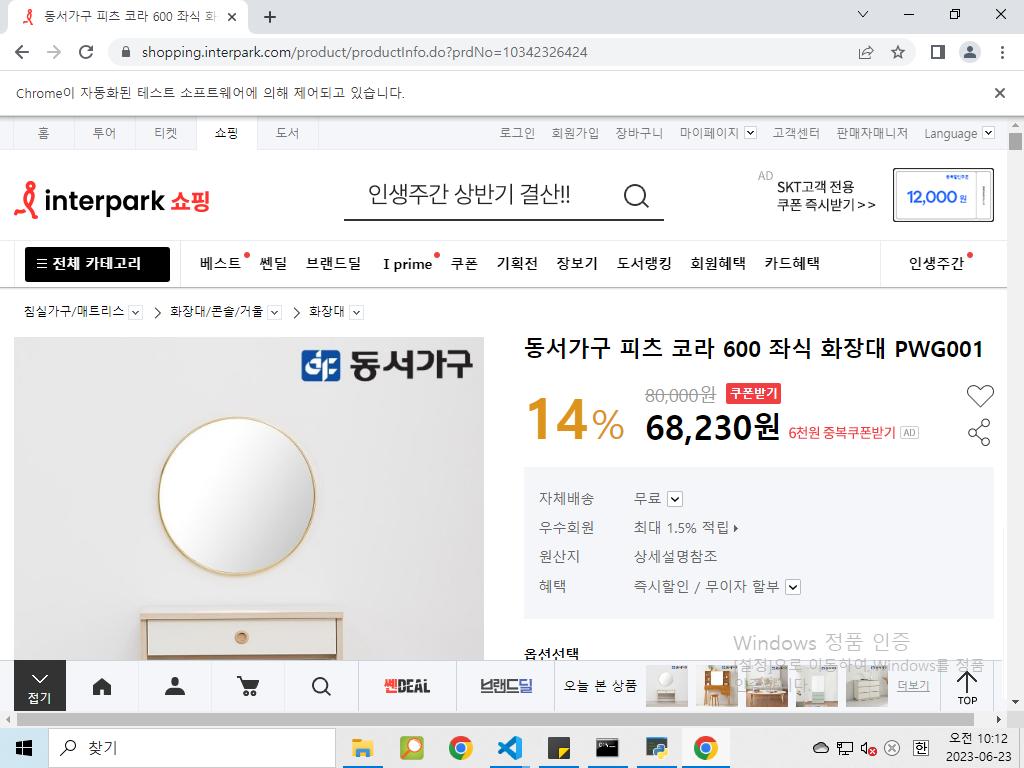 동서가구 피츠 코라 600 좌식 화
shopping.interpark.com/product/productInfo.do?prdNo=10342326424
Chrome이 자동화된 테스트 소프트웨어에 의해 제어되고 있습니다.
홈 투어 티켓 쇼핑 도서 로그인 회원가입 장바구니 마이페이지 고객센터 판매자매니저 Language
interpark 쇼핑
인생주간 상반기 결산!!
AD SKT고객 전용
쿠폰 즉시받기>>
12,000원
전체 카테고리 베스트 쎈딜 브랜드딜 I prime 쿠폰 기획전 장보기 도서랭킹 회원혜택 카드혜택 인생주간
침실가구/매트리스 화장대/콘솔/거울 화장대
동서가구
동서가구 피츠 코라 600 좌식 화장대 PWG001
14%
80,000원 쿠폰받기
68,230원 6천원 중복쿠폰받기 AD
자체배송 무료
우수회원 최대 1.5% 적립
원산지 상세설명참조
혜택 즉시할인 / 무이자 할부
옵션선택
Windows 정품 인증
[설정]으로 이동하여 Windows를 정품
접기
쎈DEAL 브랜드딜 오늘 본 상품 더보기 TOP
찾기
한
오전 10:12
2023-06-23